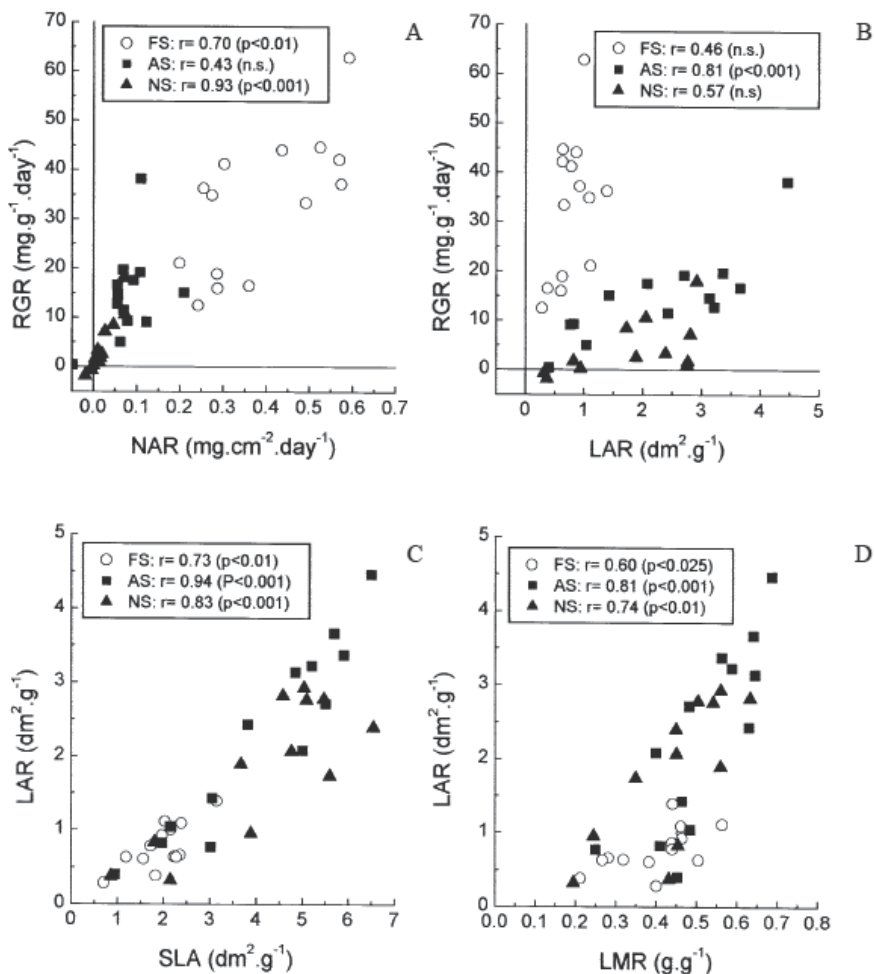 A
○ FS: r= 0.70 (p<0.01)
■ AS: r= 0.43 (n.s.)
▲ NS: r= 0.93 (p<0.001)
70
60
50
40
30
20
10
0
RGR (mg.g⁻¹.day⁻¹)
0.0 0.1 0.2 0.3 0.4 0.5 0.6 0.7
NAR (mg.cm⁻².day⁻¹)
B
○ FS: r= 0.46 (n.s.)
■ AS: r= 0.81 (p<0.001)
▲ NS: r= 0.57 (n.s)
70
60
50
40
30
20
10
0
RGR (mg.g⁻¹.day⁻¹)
0 1 2 3 4 5
LAR (dm².g⁻¹)
C
○ FS: r= 0.73 (p<0.01)
■ AS: r= 0.94 (P<0.001)
▲ NS: r= 0.83 (p<0.001)
5
4
3
2
1
0
LAR (dm².g⁻¹)
0 1 2 3 4 5 6 7
SLA (dm².g⁻¹)
D
○ FS: r= 0.60 (p<0.025)
■ AS: r= 0.81 (p<0.001)
▲ NS: r= 0.74 (p<0.01)
5
4
3
2
1
0
LAR (dm².g⁻¹)
0.0 0.1 0.2 0.3 0.4 0.5 0.6 0.7 0.8
LMR (g.g⁻¹)